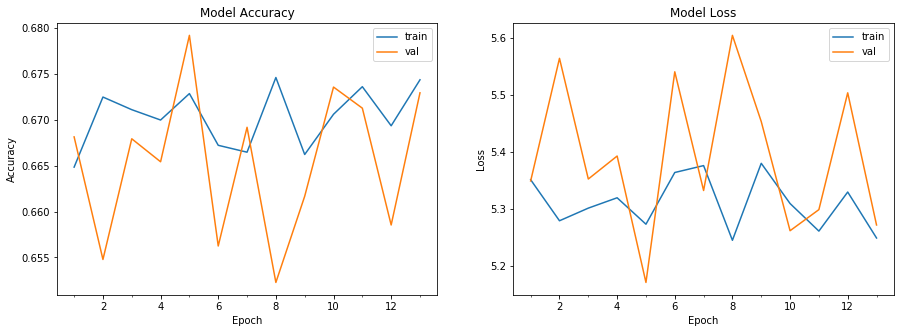 Model Accuracy
train
val
0.680
0.675
0.670
0.665
0.660
0.655
Accuracy
2 4 6 8 10 12
Epoch
Model Loss
train
val
5.6
5.5
5.4
5.3
5.2
Loss
2 4 6 8 10 12
Epoch